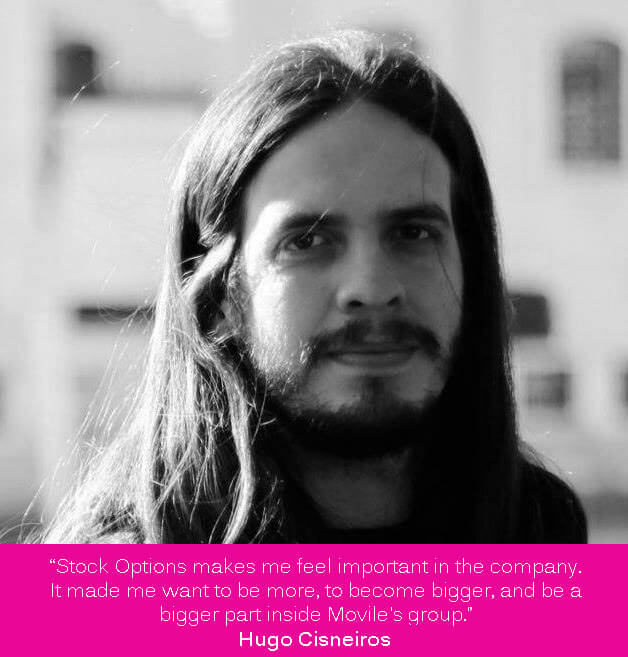 “Stock Options makes me feel important in the company.
It made me want to be more, to become bigger, and be a
bigger part inside Movile's group.”
Hugo Cisneiros